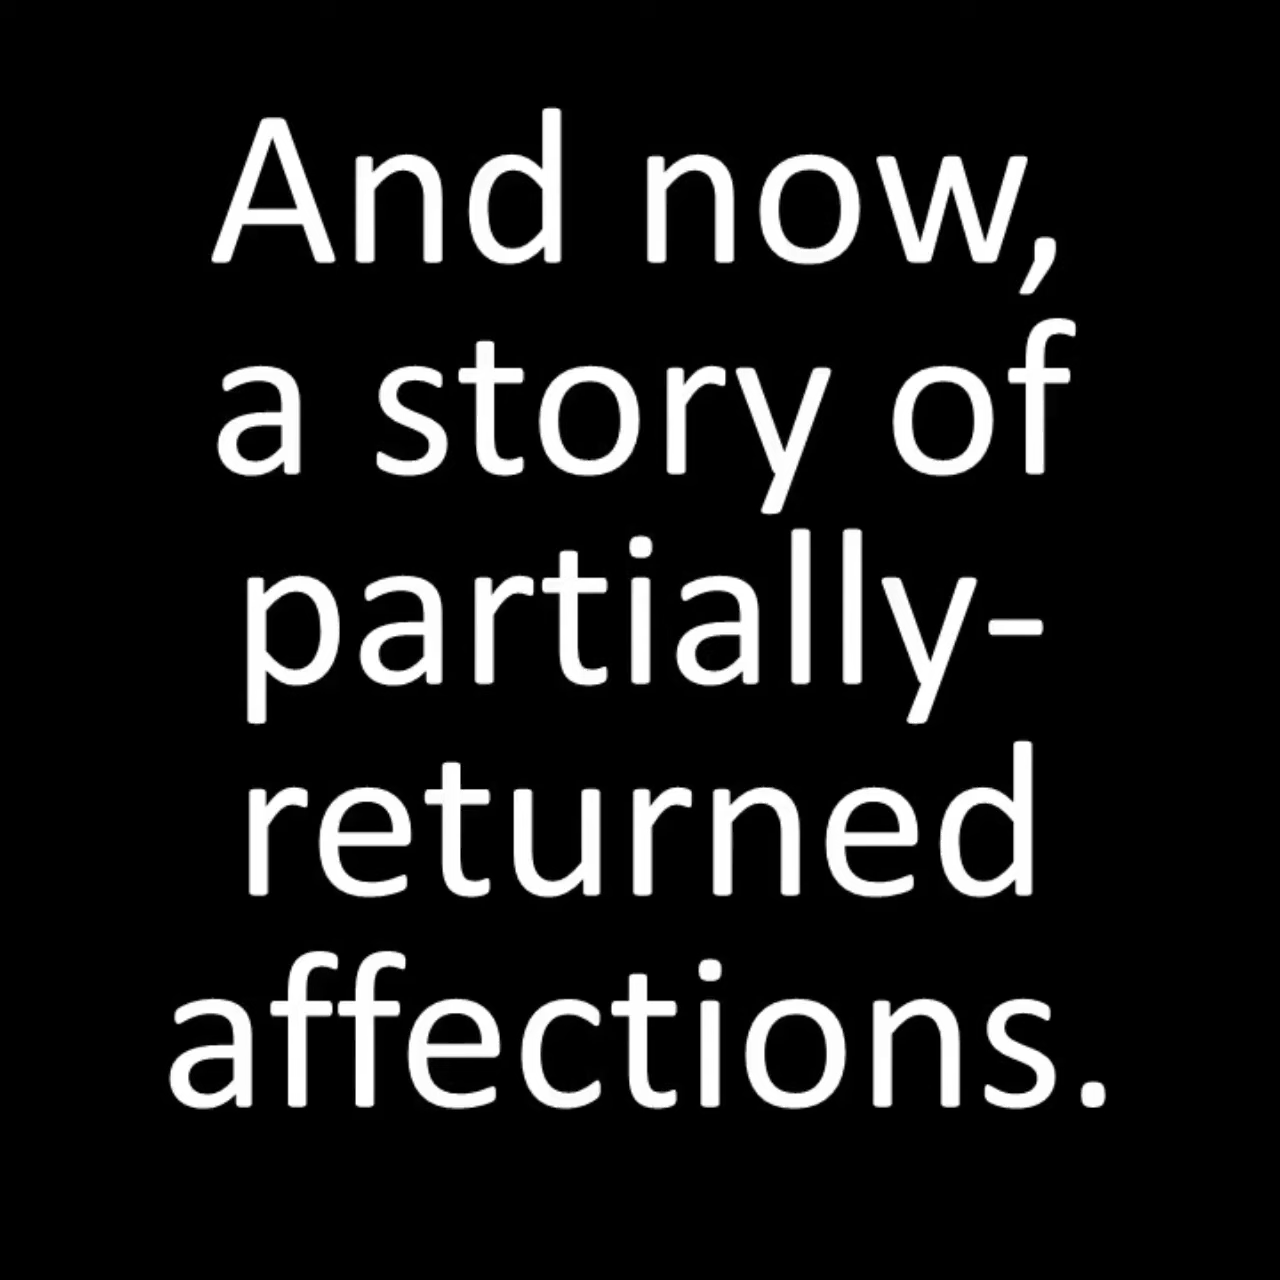 And now,
a story of
partially-
returned
affections.